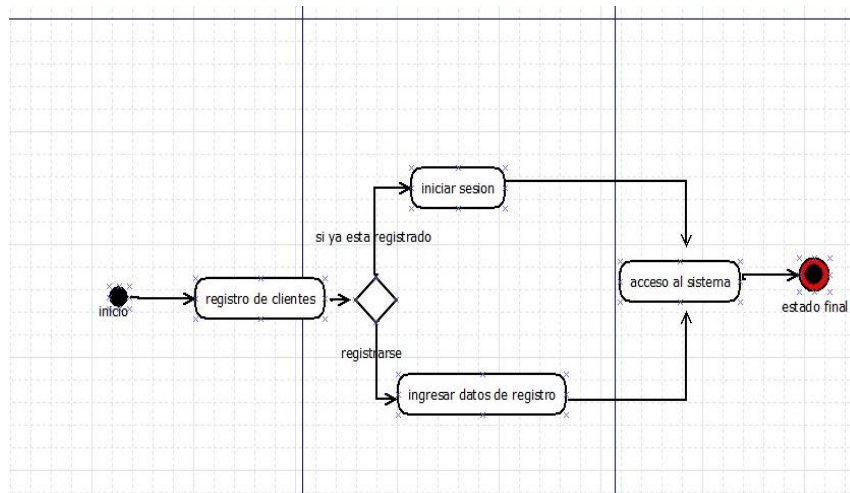 iniciar sesion
si ya esta registrado
acceso al sistema
registro de clientes
inicio
estado final
registrarse
ingresar datos de registro